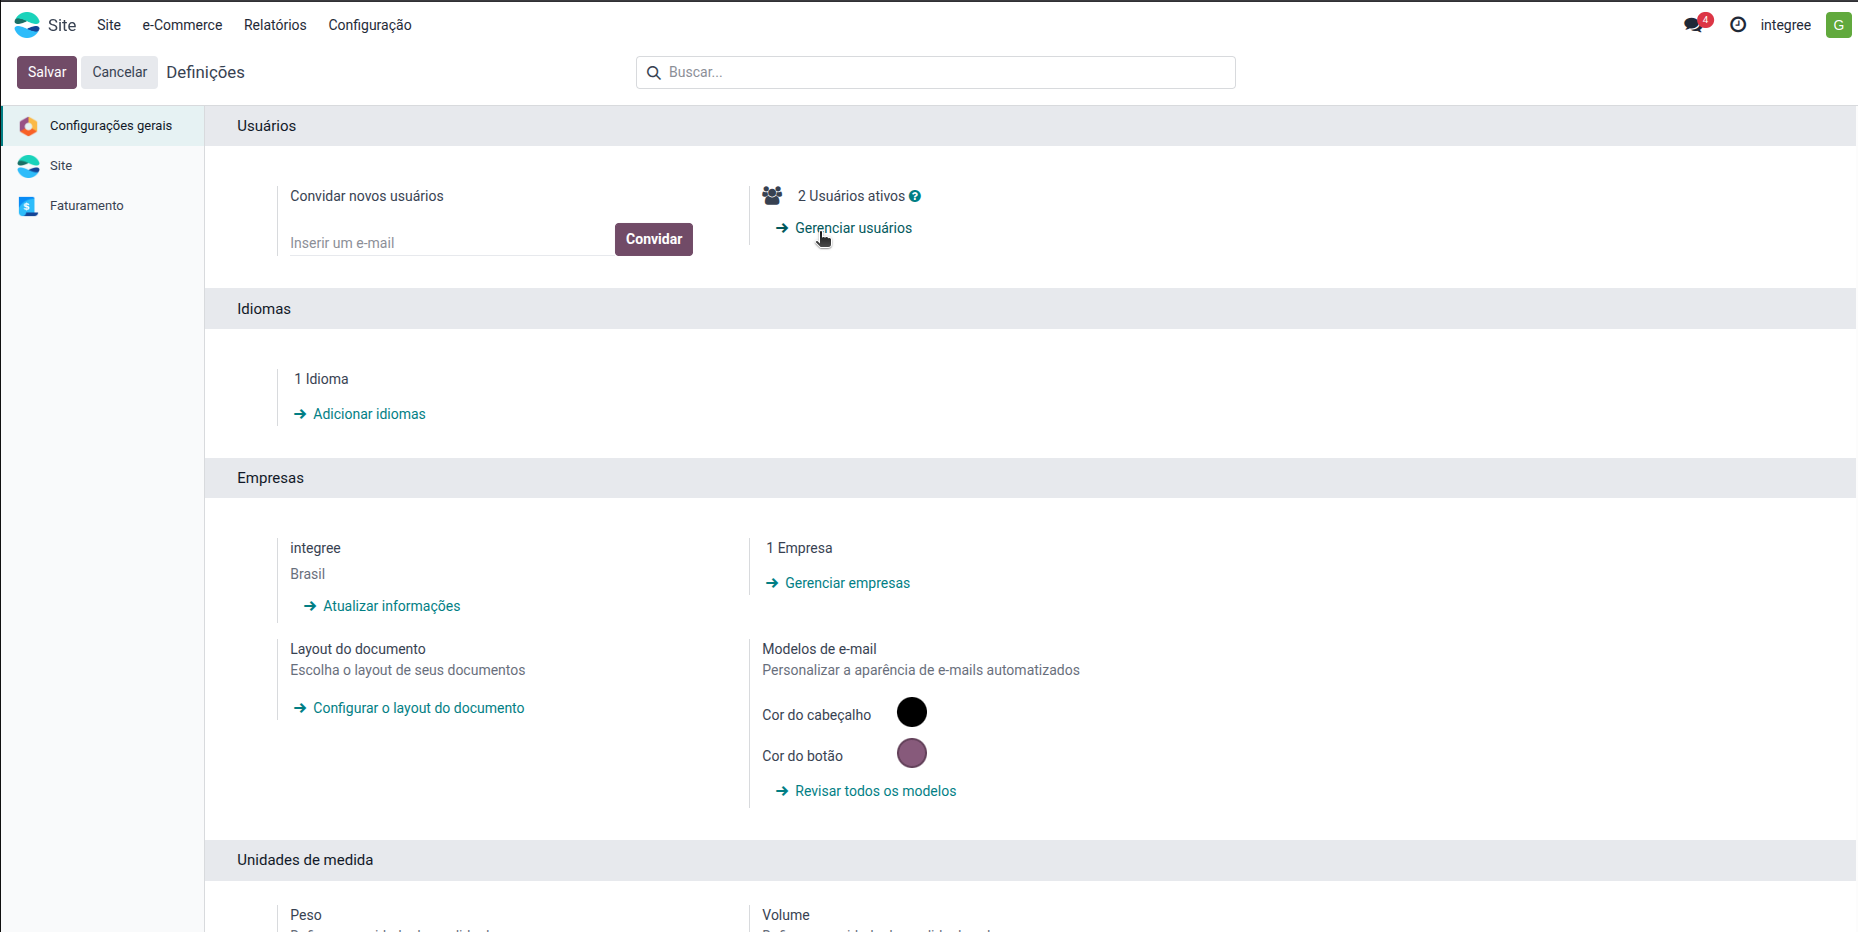 Site Site e-Commerce Relatórios Configuração 4 integree G
Salvar Cancelar Definições Buscar...
Configurações gerais
Site
Faturamento
Usuários
Convidar novos usuários
Inserir um e-mail Convidar
2 Usuários ativos ?
Gerenciar usuários
Idiomas
1 Idioma
Adicionar idiomas
Empresas
integree
Brasil
Atualizar informações
1 Empresa
Gerenciar empresas
Layout do documento
Escolha o layout de seus documentos
Configurar o layout do documento
Modelos de e-mail
Personalizar a aparência de e-mails automatizados
Cor do cabeçalho
Cor do botão
Revisar todos os modelos
Unidades de medida
Peso
Volume